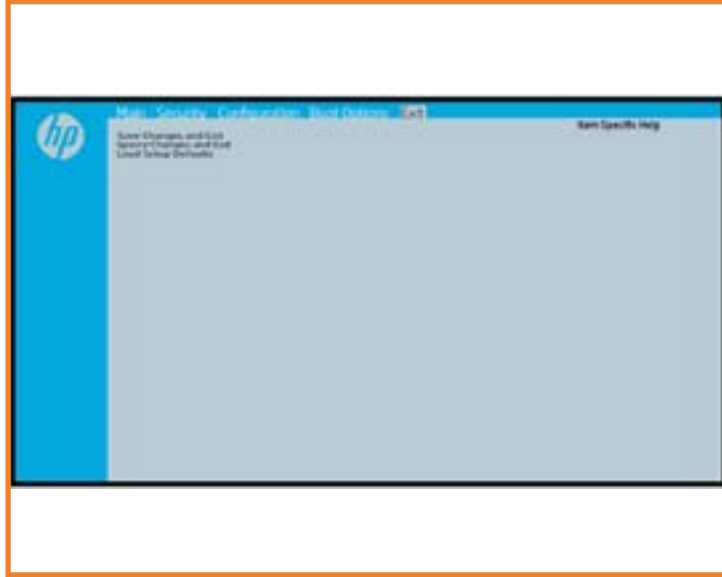 hp
Main Security Configuration Boot Options Exit
Item Specific Help
Save Changes and Exit
Ignore Changes and Exit
Load Setup Defaults